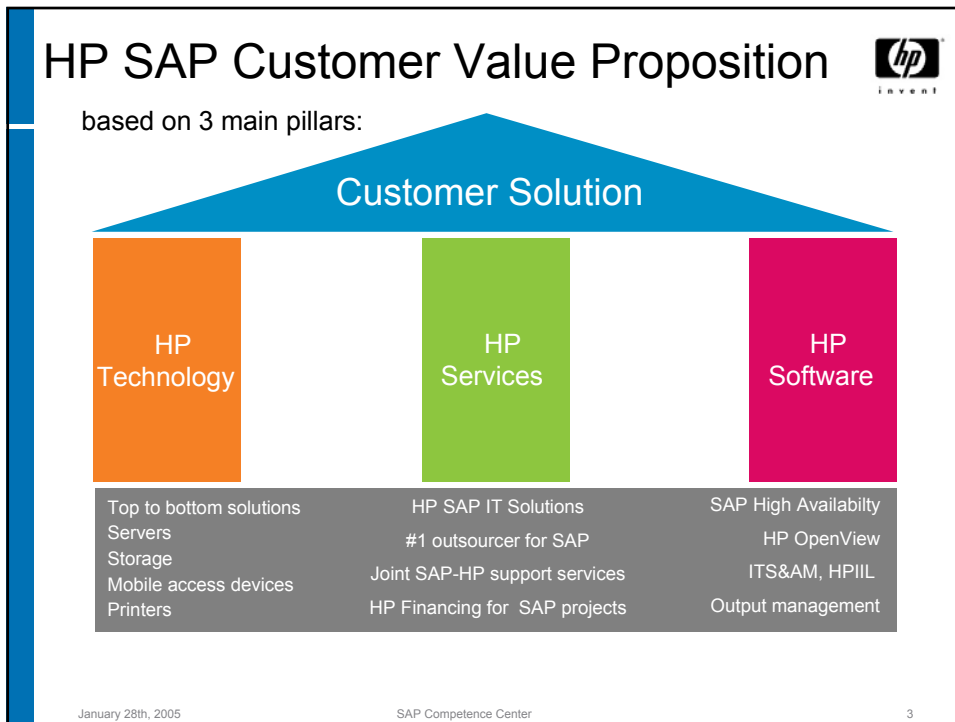 HP SAP Customer Value Proposition
hp
invent
based on 3 main pillars:
Customer Solution
HP
Technology
HP
Services
HP
Software
Top to bottom solutions
Servers
Storage
Mobile access devices
Printers
HP SAP IT Solutions
#1 outsourcer for SAP
Joint SAP-HP support services
HP Financing for SAP projects
SAP High Availabilty
HP OpenView
ITS&AM, HPIIL
Output management
January 28th, 2005
SAP Competence Center
3